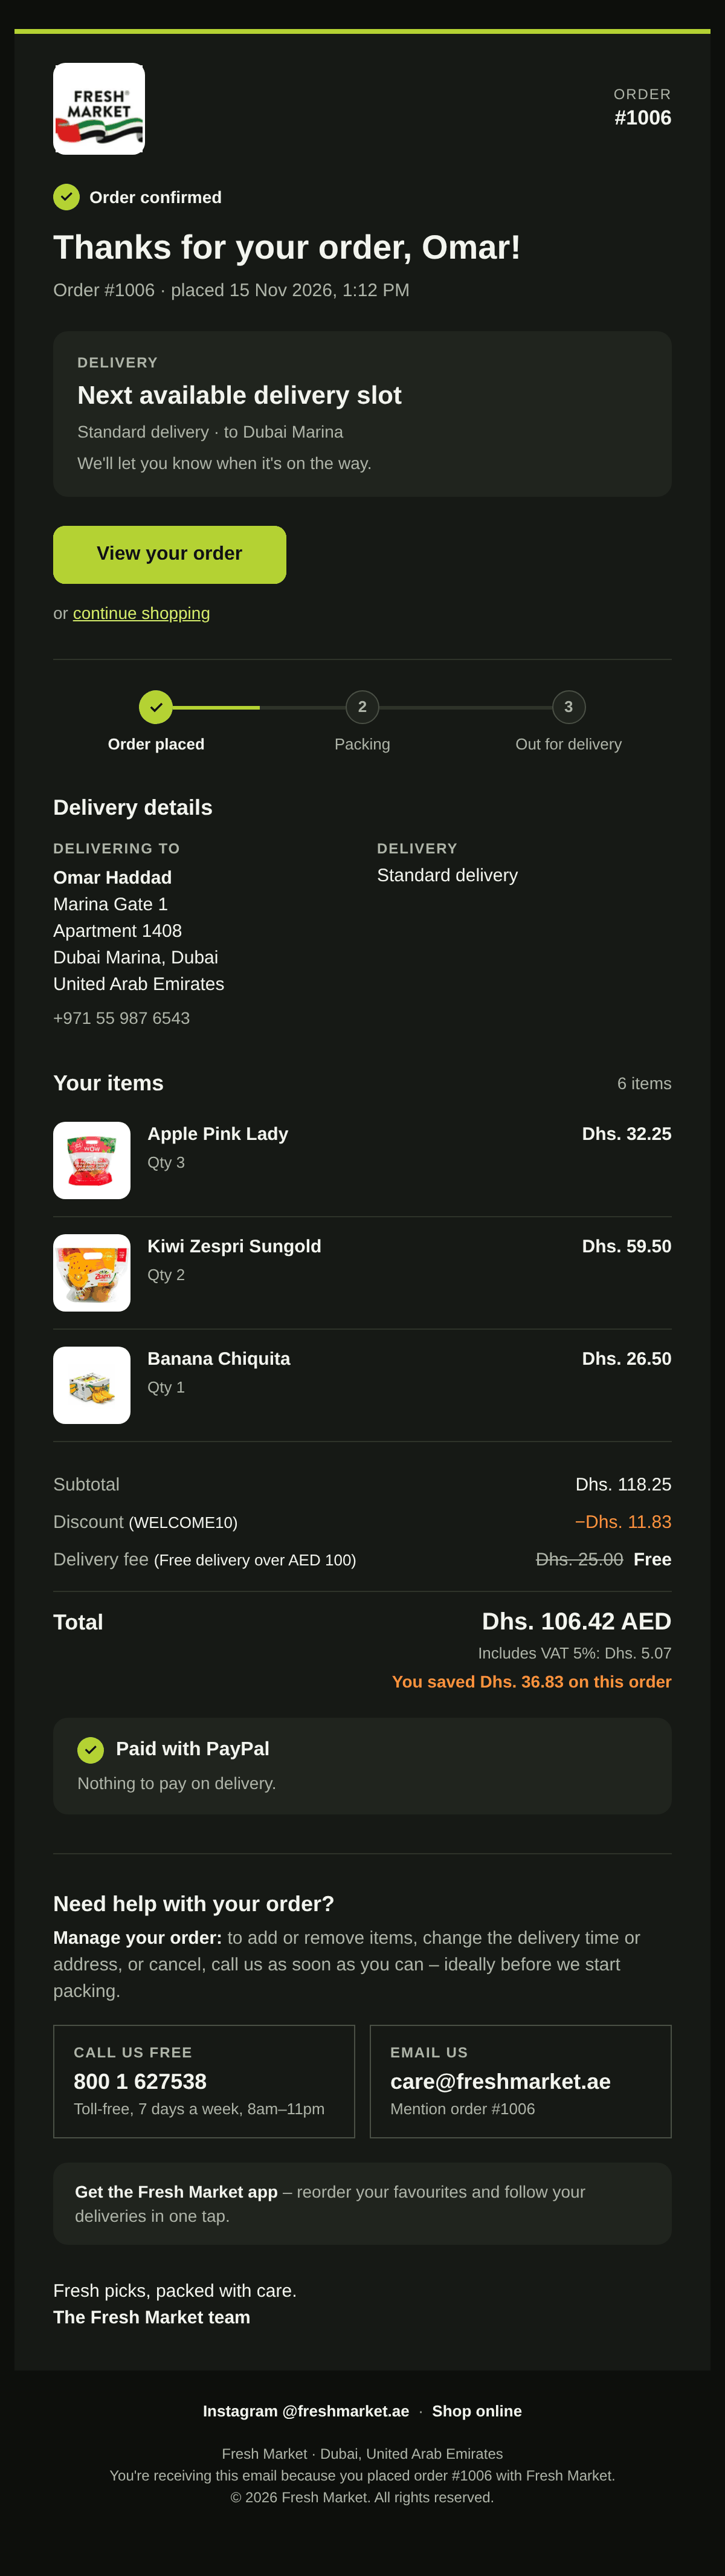 FRESH
MARKET
ORDER
#1006
Order confirmed
Thanks for your order, Omar!
Order #1006 · placed 15 Nov 2026, 1:12 PM
DELIVERY
Next available delivery slot
Standard delivery · to Dubai Marina
We'll let you know when it's on the way.
View your order
or continue shopping
2
3
Order placed
Packing
Out for delivery
Delivery details
DELIVERING TO
Omar Haddad
Marina Gate 1
Apartment 1408
Dubai Marina, Dubai
United Arab Emirates
+971 55 987 6543
DELIVERY
Standard delivery
Your items
6 items
Apple Pink Lady
Dhs. 32.25
Qty 3
Kiwi Zespri Sungold
Dhs. 59.50
Qty 2
Banana Chiquita
Dhs. 26.50
Qty 1
Subtotal
Dhs. 118.25
Discount (WELCOME10)
−Dhs. 11.83
Delivery fee (Free delivery over AED 100)
Dhs. 25.00 Free
Total
Dhs. 106.42 AED
Includes VAT 5%: Dhs. 5.07
You saved Dhs. 36.83 on this order
Paid with PayPal
Nothing to pay on delivery.
Need help with your order?
Manage your order: to add or remove items, change the delivery time or
address, or cancel, call us as soon as you can – ideally before we start
packing.
CALL US FREE
800 1 627538
Toll-free, 7 days a week, 8am–11pm
EMAIL US
care@freshmarket.ae
Mention order #1006
Get the Fresh Market app – reorder your favourites and follow your
deliveries in one tap.
Fresh picks, packed with care.
The Fresh Market team
Instagram @freshmarket.ae · Shop online
Fresh Market · Dubai, United Arab Emirates
You're receiving this email because you placed order #1006 with Fresh Market.
© 2026 Fresh Market. All rights reserved.